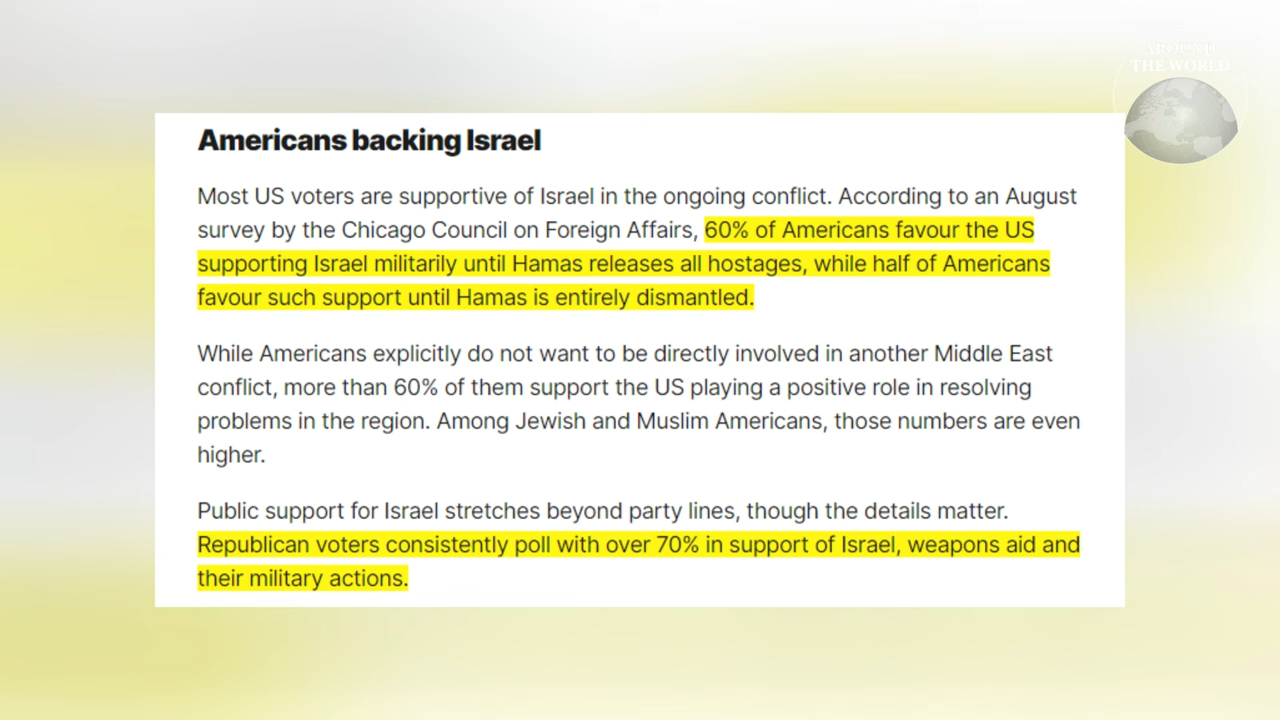 AROUND
THE WORLD
Americans backing Israel
Most US voters are supportive of Israel in the ongoing conflict. According to an August
survey by the Chicago Council on Foreign Affairs, 60% of Americans favour the US
supporting Israel militarily until Hamas releases all hostages, while half of Americans
favour such support until Hamas is entirely dismantled.
While Americans explicitly do not want to be directly involved in another Middle East
conflict, more than 60% of them support the US playing a positive role in resolving
problems in the region. Among Jewish and Muslim Americans, those numbers are even
higher.
Public support for Israel stretches beyond party lines, though the details matter.
Republican voters consistently poll with over 70% in support of Israel, weapons aid and
their military actions.